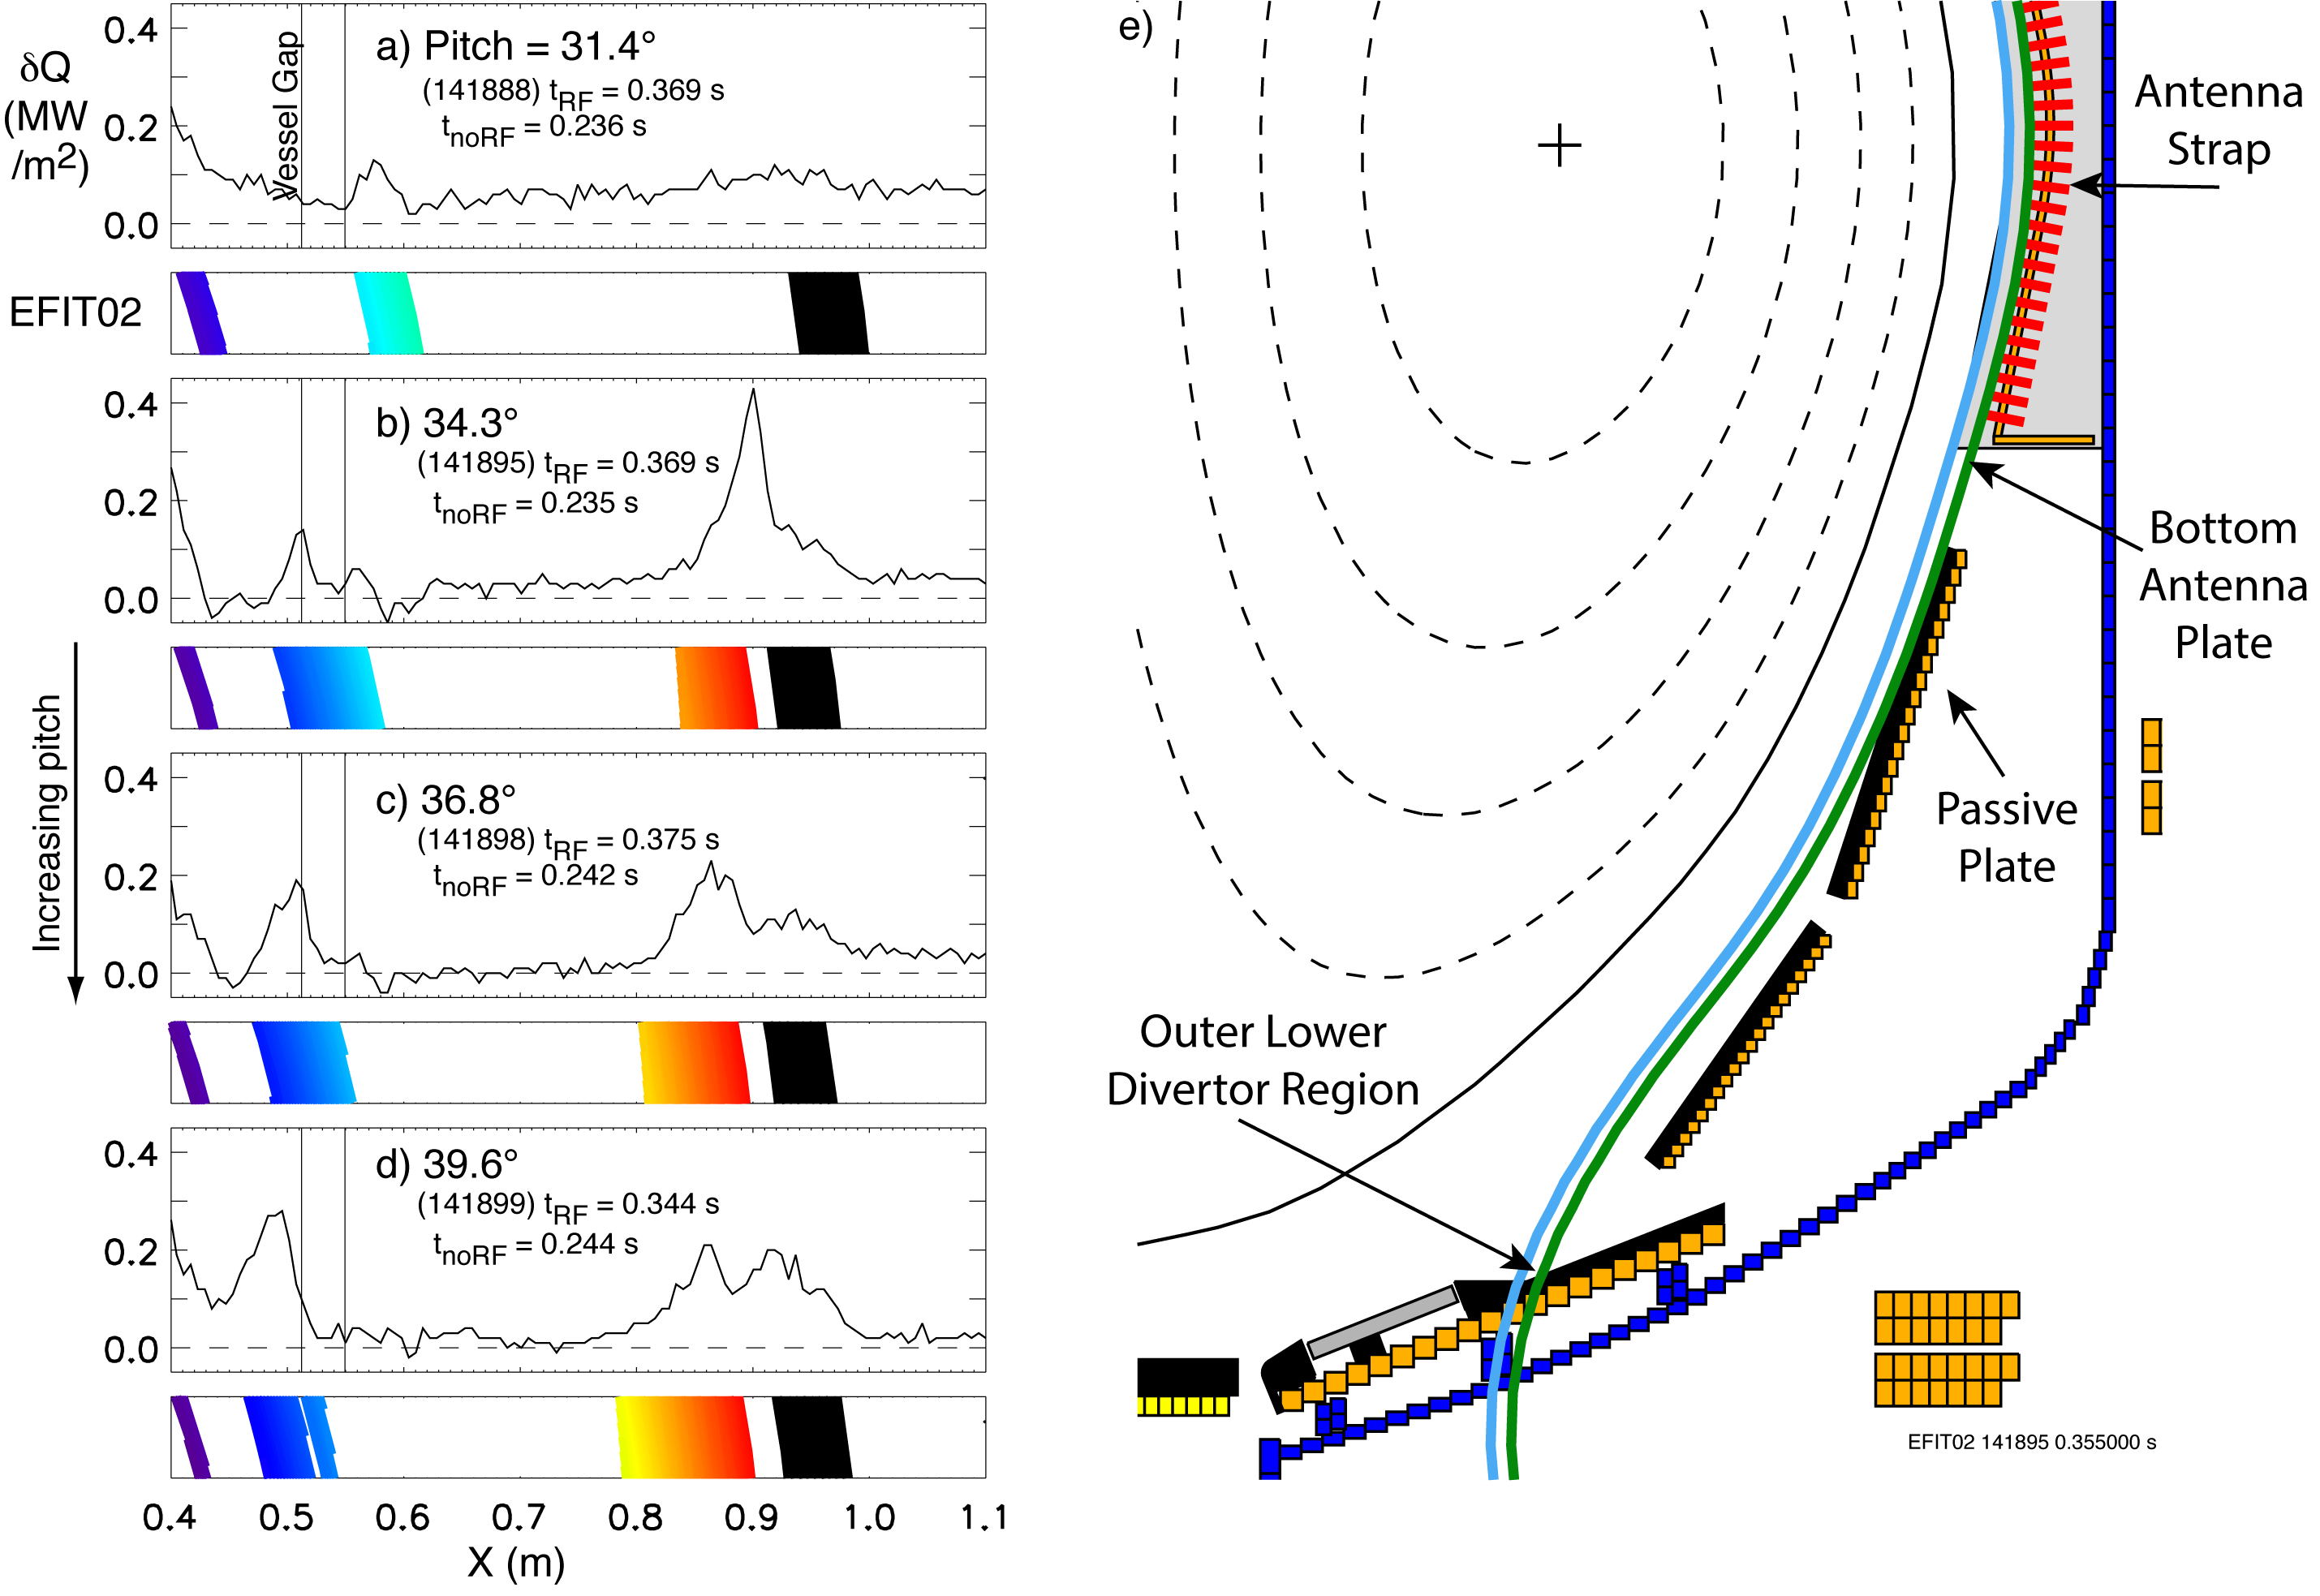 δQ
(MW
/m2)
0.4
0.2
0.0
Vessel Gap
a) Pitch = 31.4°
(141888) tRF = 0.369 s
tnoRF = 0.236 s
EFIT02
0.4
0.2
0.0
b) 34.3°
(141895) tRF = 0.369 s
tnoRF = 0.235 s
Increasing pitch
0.4
0.2
0.0
c) 36.8°
(141898) tRF = 0.375 s
tnoRF = 0.242 s
0.4
0.2
0.0
d) 39.6°
(141899) tRF = 0.344 s
tnoRF = 0.244 s
0.4 0.5 0.6 0.7 0.8 0.9 1.0 1.1
X (m)
e)
Antenna
Strap
Bottom
Antenna
Plate
Passive
Plate
Outer Lower
Divertor Region
EFIT02 141895 0.355000 s